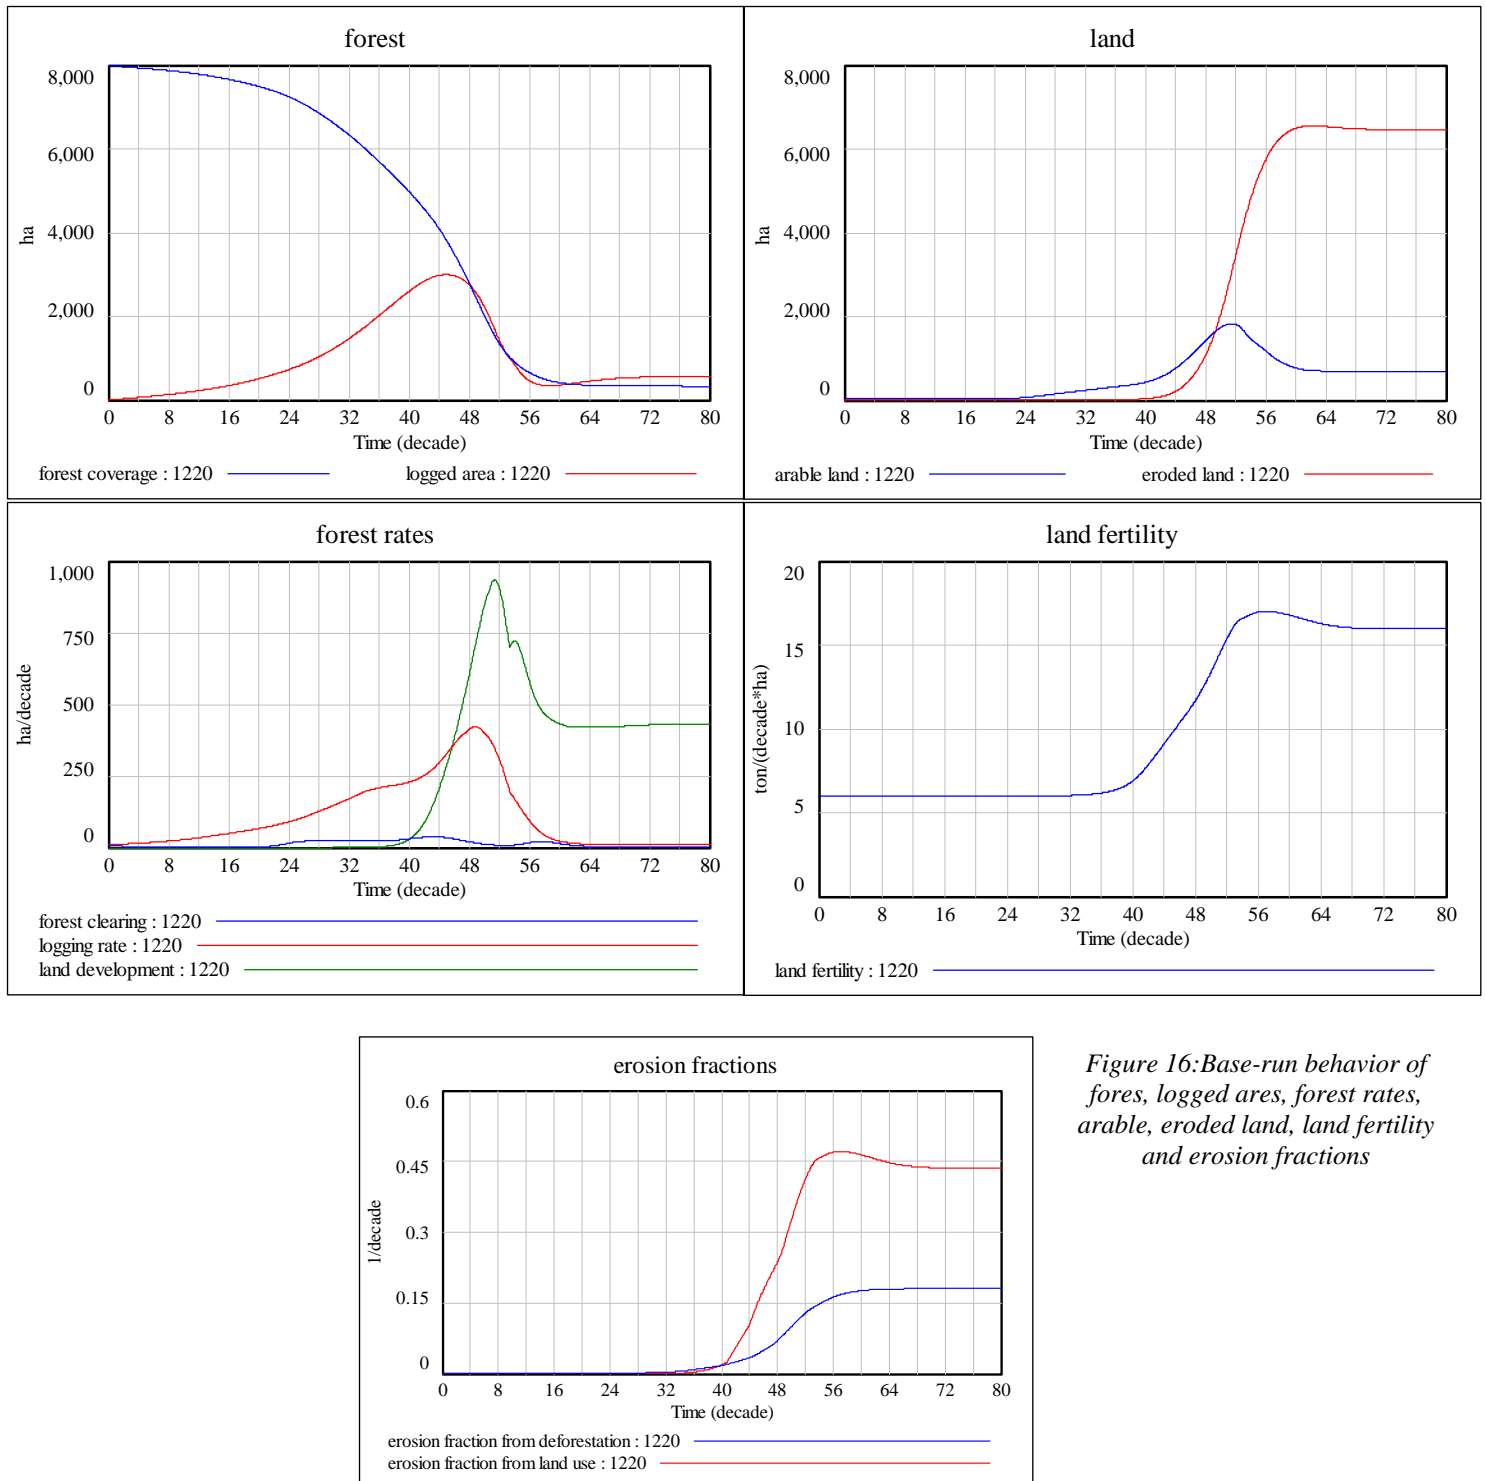 forest
8,000
6,000
4,000
2,000
0
ha
0 8 16 24 32 40 48 56 64 72 80
Time (decade)
forest coverage : 1220 logged area : 1220
land
8,000
6,000
4,000
2,000
0
ha
0 8 16 24 32 40 48 56 64 72 80
Time (decade)
arable land : 1220 eroded land : 1220
forest rates
1,000
750
500
250
0
ha/decade
0 8 16 24 32 40 48 56 64 72 80
Time (decade)
forest clearing : 1220
logging rate : 1220
land development : 1220
land fertility
20
15
10
5
0
ton/(decade*ha)
0 8 16 24 32 40 48 56 64 72 80
Time (decade)
land fertility : 1220
erosion fractions
0.6
0.45
0.3
0.15
0
1/decade
0 8 16 24 32 40 48 56 64 72 80
Time (decade)
erosion fraction from deforestation : 1220
erosion fraction from land use : 1220
Figure 16:Base-run behavior of
fores, logged ares, forest rates,
arable, eroded land, land fertility
and erosion fractions